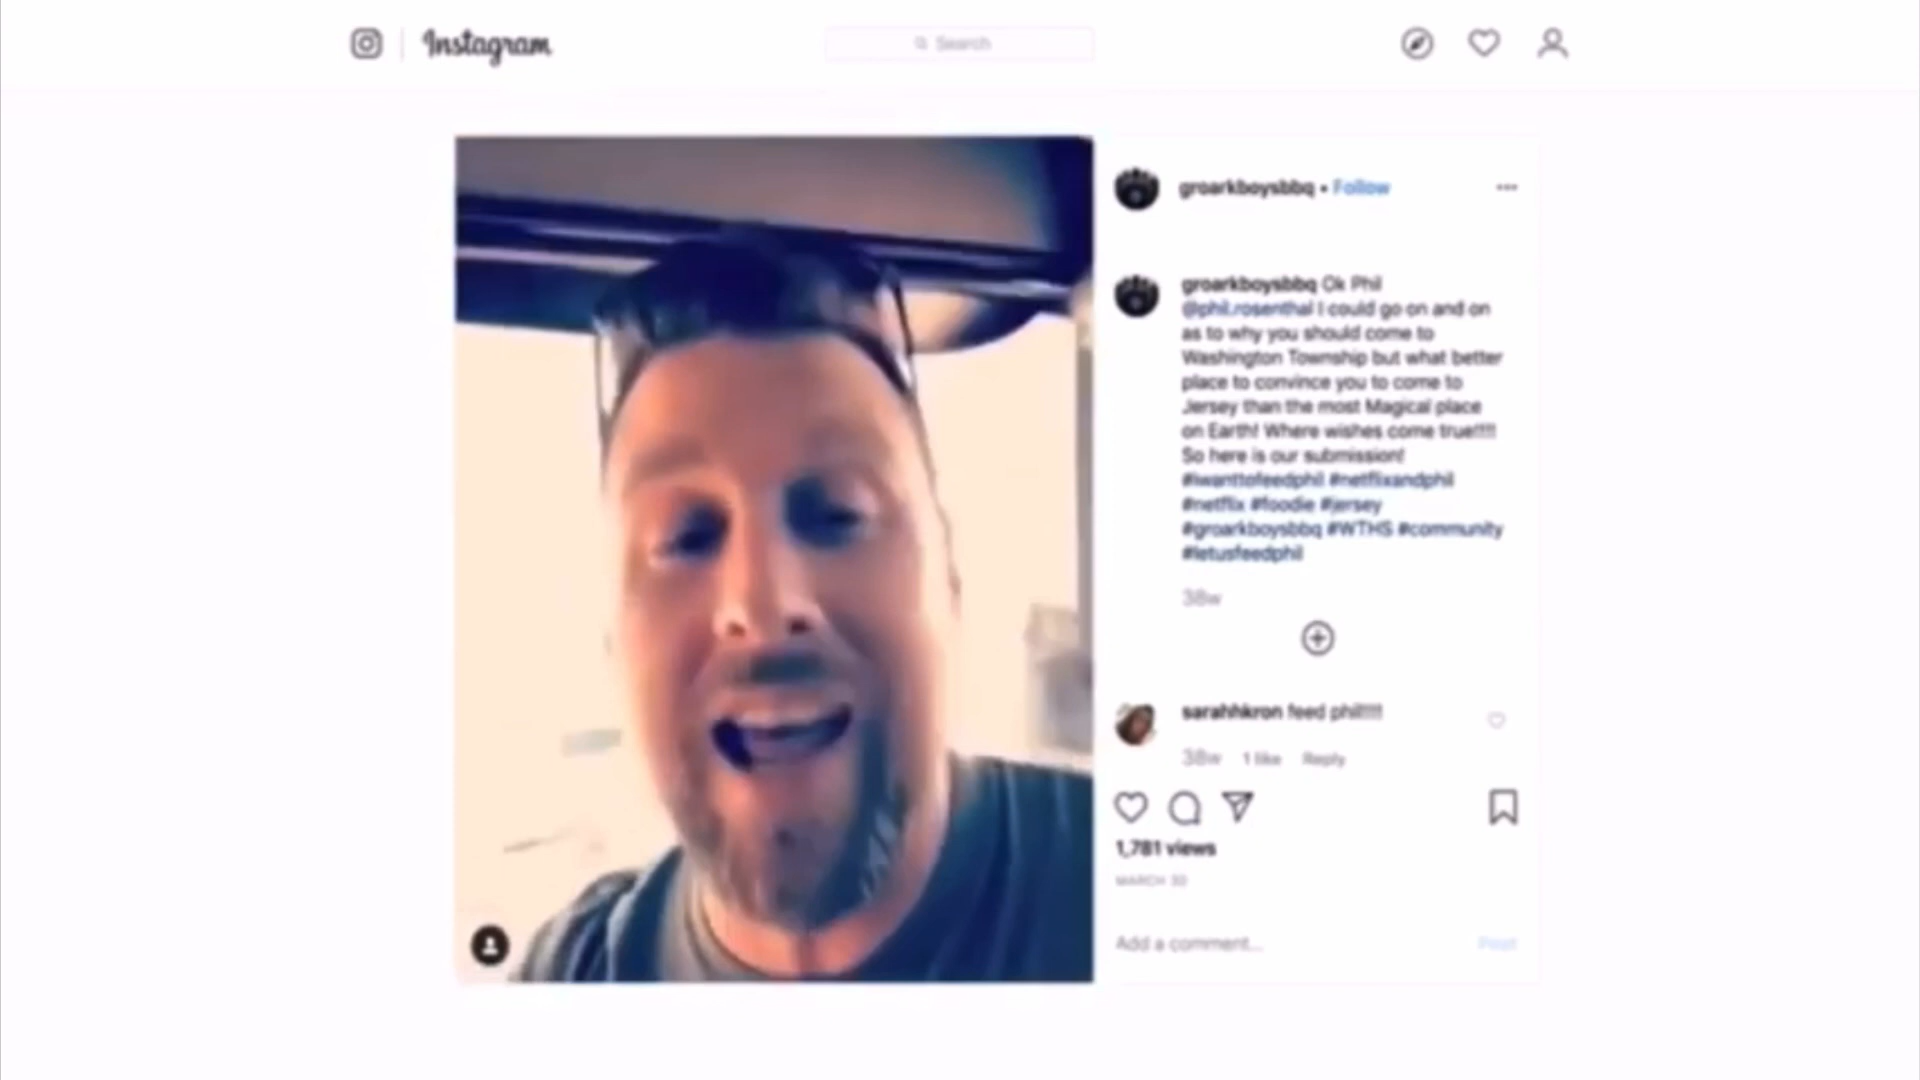 Instagram
Search
groarkboysbbq • Follow
groarkboysbbq Ok Phil
@phil.rosenthal I could go on and on
as to why you should come to
Washington Township but what better
place to convince you to come to
Jersey than the most Magical place
on Earth! Where wishes come true!!!!
So here is our submission!
#iwanttofeedphil #netflixandphil
#netflix #foodie #jersey
#groarkboysbbq #WTHS #community
#letusfeedphil
38w
sarahhkron feed phil!!!!
38w 1 like Reply
1,781 views
MARCH 30
Add a comment... Post